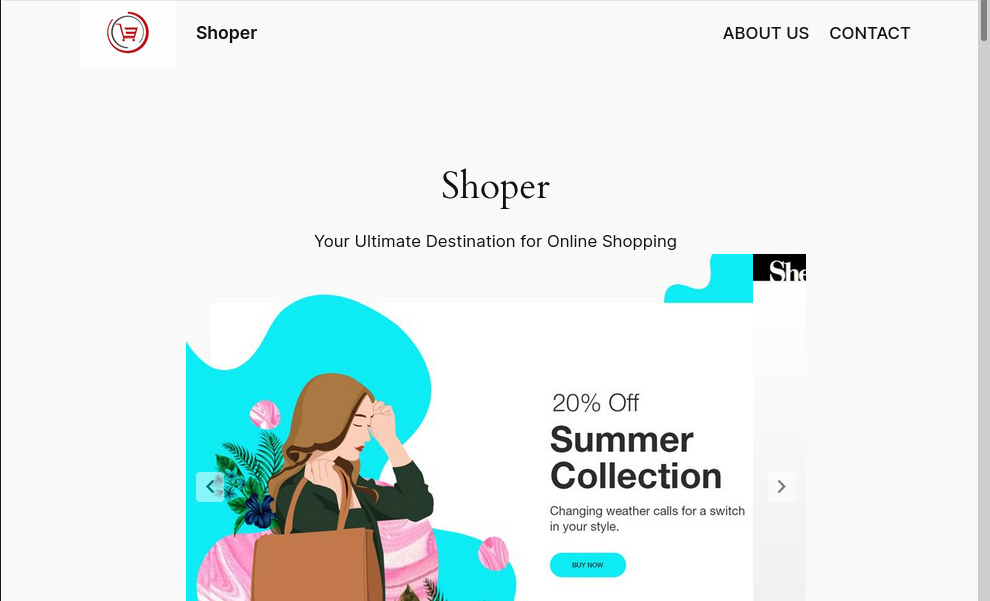 Shoper
ABOUT US CONTACT
Shoper
Your Ultimate Destination for Online Shopping
20% Off
Summer
Collection
Changing weather calls for a switch
in your style.
BUY NOW
She